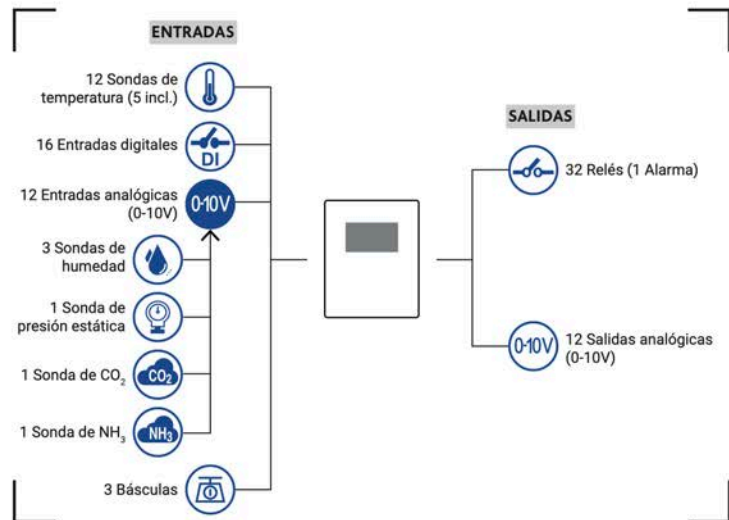 ENTRADAS
12 Sondas de
temperatura (5 incl.)
16 Entradas digitales
DI
12 Entradas analógicas
(0-10V)
0-10V
3 Sondas de
humedad
1 Sonda de
presión estática
1 Sonda de CO₂
CO₂
1 Sonda de NH₃
NH₃
3 Básculas
SALIDAS
32 Relés (1 Alarma)
0-10V
12 Salidas analógicas
(0-10V)